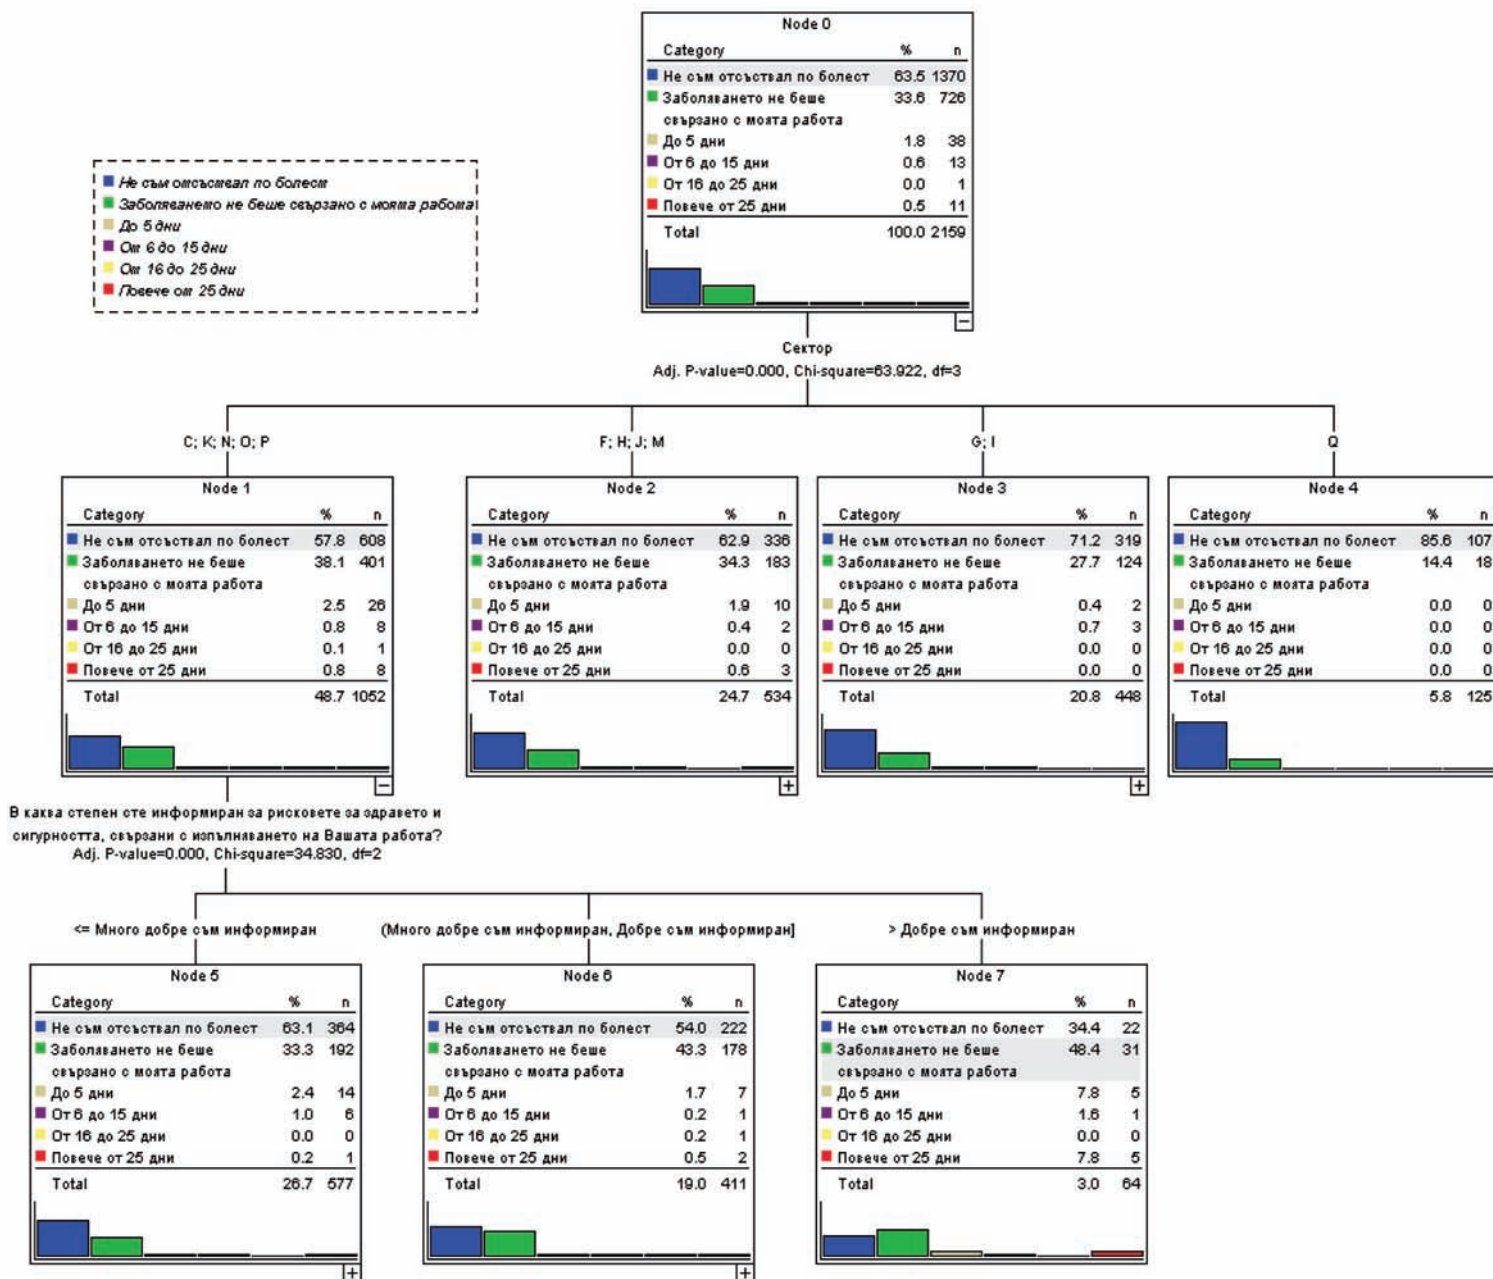 Node 0
Category % n
Не съм отсъствал по болест 63.5 1370
Заболяването не беше 33.6 726
свързано с моята работа
До 5 дни 1.8 38
От 6 до 15 дни 0.6 13
От 16 до 25 дни 0.0 1
Повече от 25 дни 0.5 11
Total 100.0 2159
Не съм отсъствал по болест
Заболяването не беше свързано с моята работа
До 5 дни
От 6 до 15 дни
От 16 до 25 дни
Повече от 25 дни
Сектор
Adj. P-value=0.000, Chi-square=63.922, df=3
C; K; N; O; P
F; H; J; M
G; I
Q
Node 1
Category % n
Не съм отсъствал по болест 57.8 608
Заболяването не беше 38.1 401
свързано с моята работа
До 5 дни 2.5 26
От 6 до 15 дни 0.8 8
От 16 до 25 дни 0.1 1
Повече от 25 дни 0.8 8
Total 48.7 1052
Node 2
Category % n
Не съм отсъствал по болест 62.9 336
Заболяването не беше 34.3 183
свързано с моята работа
До 5 дни 1.9 10
От 6 до 15 дни 0.4 2
От 16 до 25 дни 0.0 0
Повече от 25 дни 0.6 3
Total 24.7 534
Node 3
Category % n
Не съм отсъствал по болест 71.2 319
Заболяването не беше 27.7 124
свързано с моята работа
До 5 дни 0.4 2
От 6 до 15 дни 0.7 3
От 16 до 25 дни 0.0 0
Повече от 25 дни 0.0 0
Total 20.8 448
Node 4
Category % n
Не съм отсъствал по болест 85.6 107
Заболяването не беше 14.4 18
свързано с моята работа
До 5 дни 0.0 0
От 6 до 15 дни 0.0 0
От 16 до 25 дни 0.0 0
Повече от 25 дни 0.0 0
Total 5.8 125
В каква степен сте информиран за рисковете за здравето и
сигурността, свързани с изпълняването на Вашата работа?
Adj. P-value=0.000, Chi-square=34.830, df=2
<= Много добре съм информиран
(Много добре съм информиран, Добре съм информиран]
> Добре съм информиран
Node 5
Category % n
Не съм отсъствал по болест 63.1 364
Заболяването не беше 33.3 192
свързано с моята работа
До 5 дни 2.4 14
От 6 до 15 дни 1.0 6
От 16 до 25 дни 0.0 0
Повече от 25 дни 0.2 1
Total 26.7 577
Node 6
Category % n
Не съм отсъствал по болест 54.0 222
Заболяването не беше 43.3 178
свързано с моята работа
До 5 дни 1.7 7
От 6 до 15 дни 0.2 1
От 16 до 25 дни 0.2 1
Повече от 25 дни 0.5 2
Total 19.0 411
Node 7
Category % n
Не съм отсъствал по болест 34.4 22
Заболяването не беше 48.4 31
свързано с моята работа
До 5 дни 7.8 5
От 6 до 15 дни 1.6 1
От 16 до 25 дни 0.0 0
Повече от 25 дни 7.8 5
Total 3.0 64